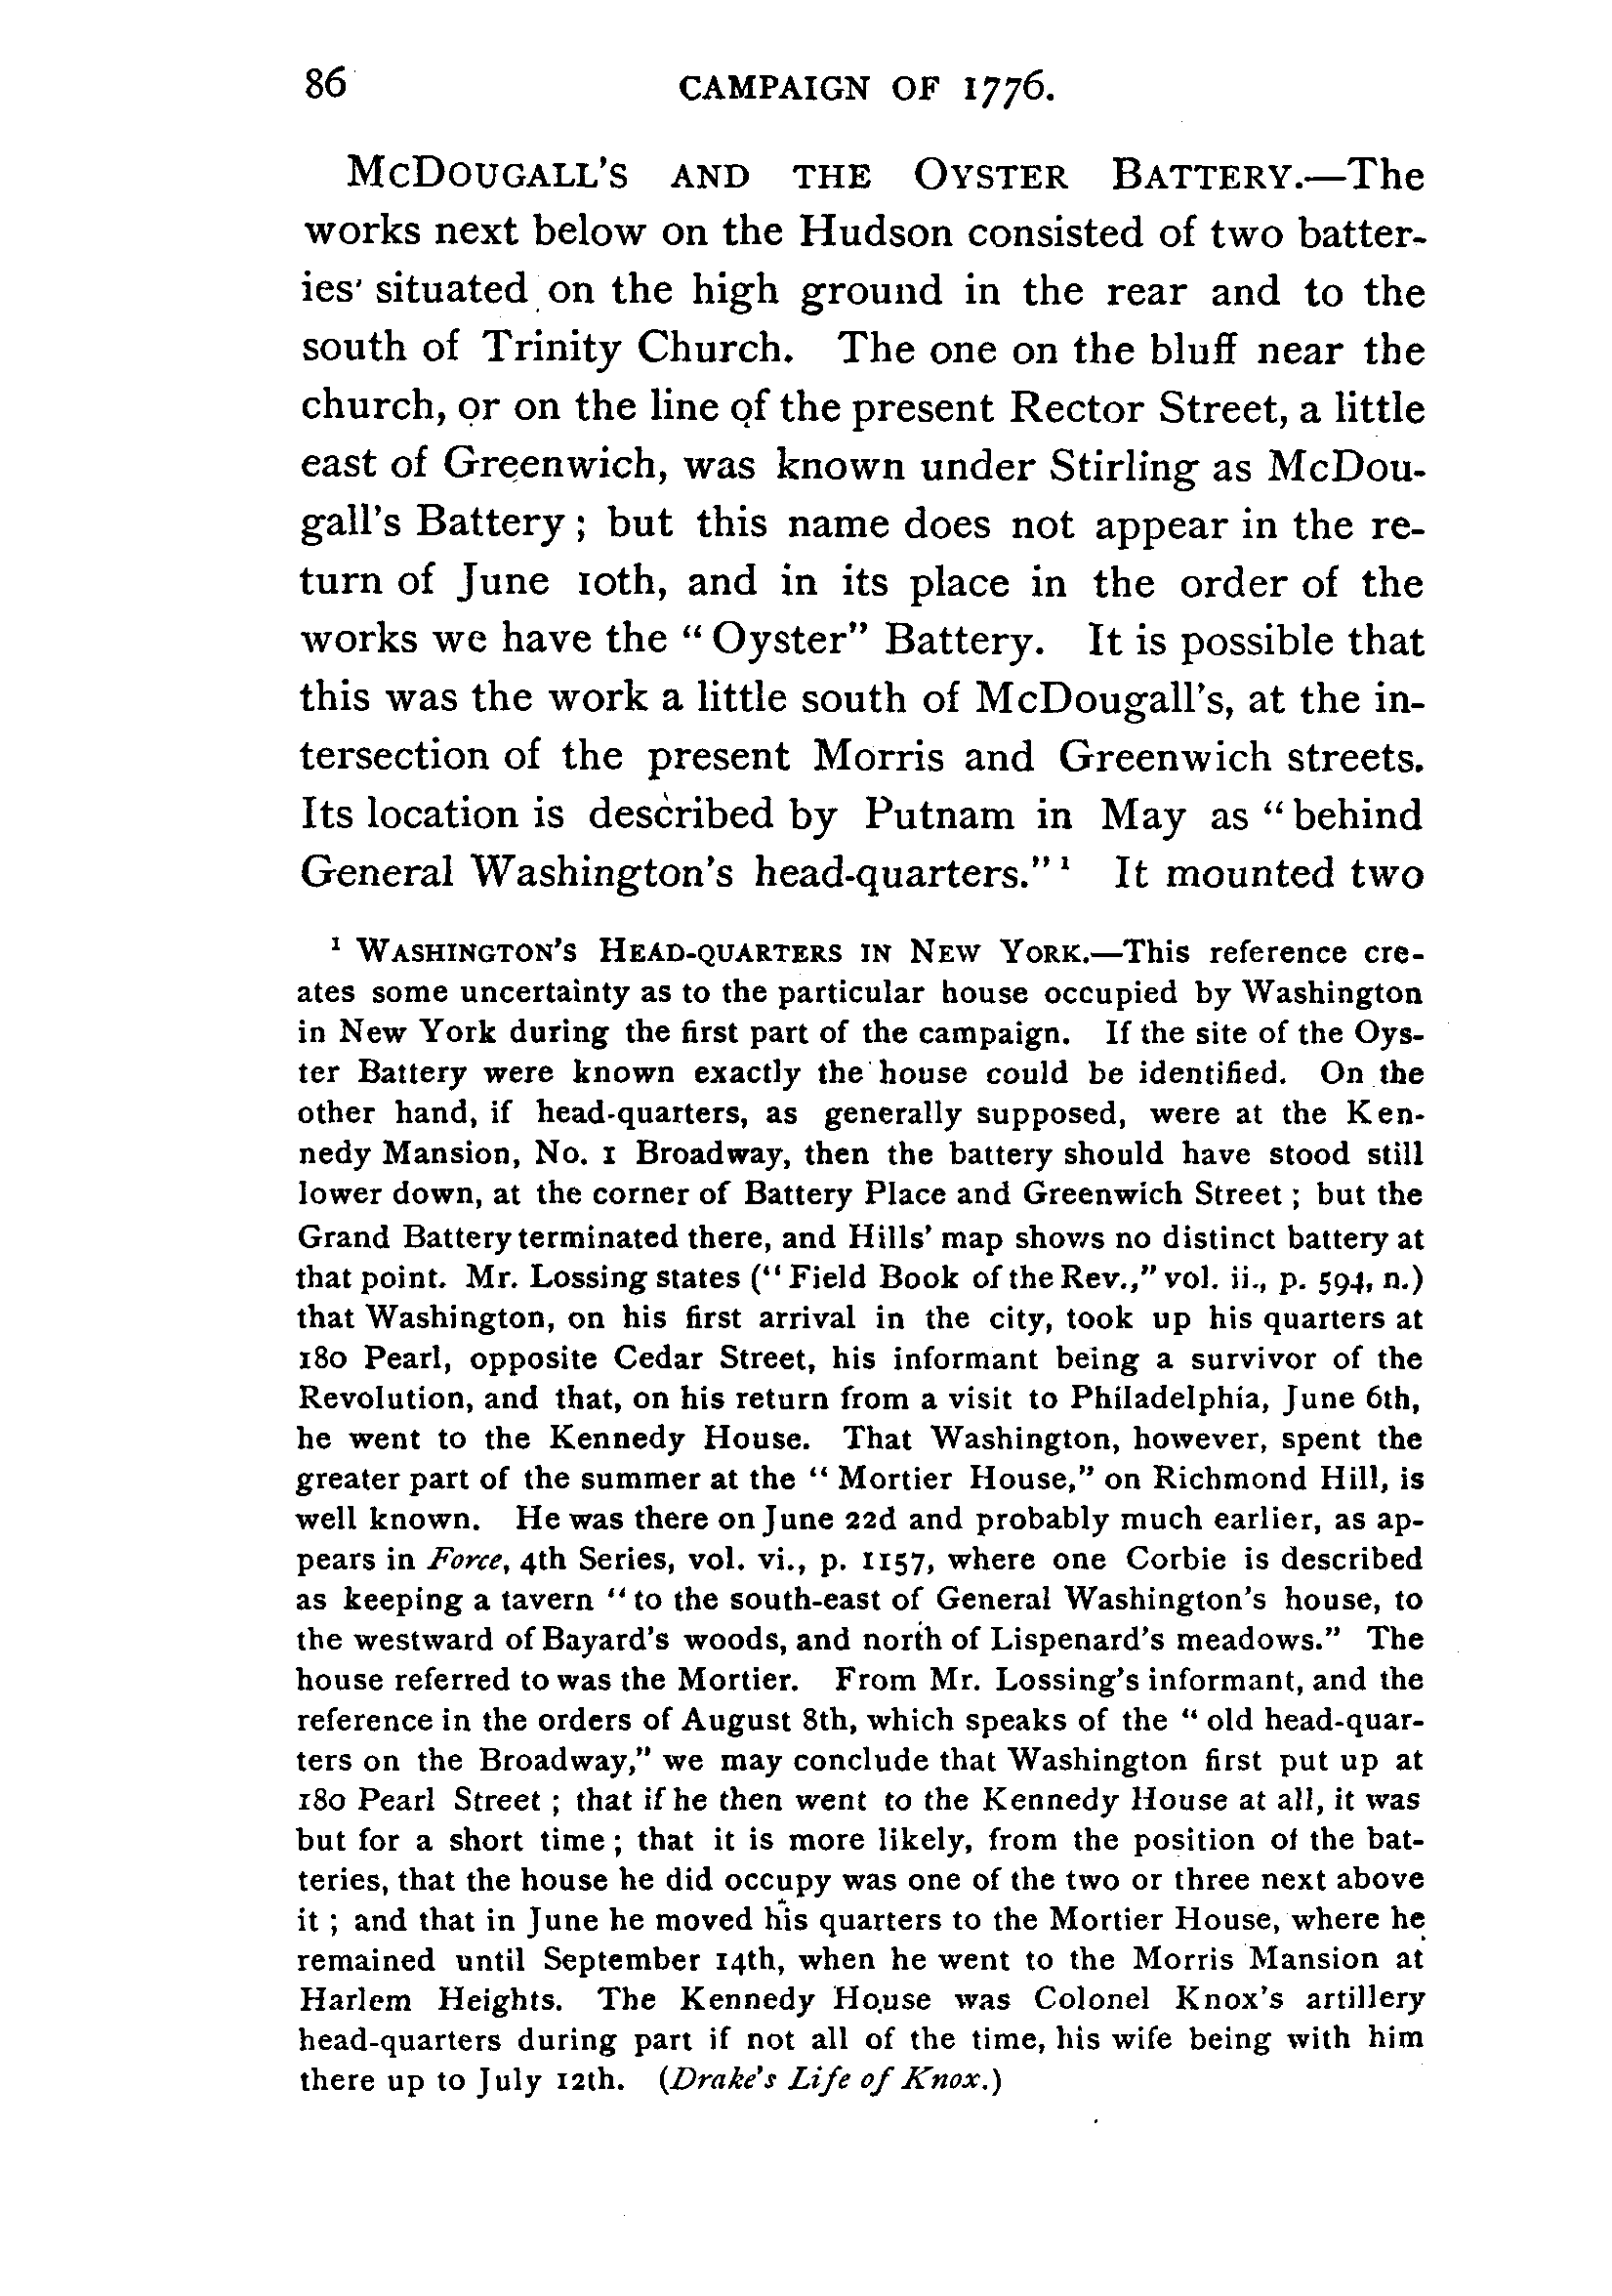 86
CAMPAIGN OF 1776.
MCDOUGALL'S AND THE OYSTER BATTERY.—The
works next below on the Hudson consisted of two batter-
ies' situated on the high ground in the rear and to the
south of Trinity Church. The one on the bluff near the
church, or on the line of the present Rector Street, a little
east of Greenwich, was known under Stirling as McDou-
gall's Battery; but this name does not appear in the re-
turn of June 10th, and in its place in the order of the
works we have the "Oyster" Battery. It is possible that
this was the work a little south of McDougall's, at the in-
tersection of the present Morris and Greenwich streets.
Its location is described by Putnam in May as "behind
General Washington's head-quarters." ¹ It mounted two
¹ WASHINGTON'S HEAD-QUARTERS IN NEW YORK.—This reference cre-
ates some uncertainty as to the particular house occupied by Washington
in New York during the first part of the campaign. If the site of the Oys-
ter Battery were known exactly the house could be identified. On the
other hand, if head-quarters, as generally supposed, were at the Ken-
nedy Mansion, No. 1 Broadway, then the battery should have stood still
lower down, at the corner of Battery Place and Greenwich Street; but the
Grand Battery terminated there, and Hills' map shows no distinct battery at
that point. Mr. Lossing states ("Field Book of the Rev.," vol. ii., p. 594, n.)
that Washington, on his first arrival in the city, took up his quarters at
180 Pearl, opposite Cedar Street, his informant being a survivor of the
Revolution, and that, on his return from a visit to Philadelphia, June 6th,
he went to the Kennedy House. That Washington, however, spent the
greater part of the summer at the "Mortier House," on Richmond Hill, is
well known. He was there on June 22d and probably much earlier, as ap-
pears in Force, 4th Series, vol. vi., p. 1157, where one Corbie is described
as keeping a tavern "to the south-east of General Washington's house, to
the westward of Bayard's woods, and north of Lispenard's meadows." The
house referred to was the Mortier. From Mr. Lossing's informant, and the
reference in the orders of August 8th, which speaks of the "old head-quar-
ters on the Broadway," we may conclude that Washington first put up at
180 Pearl Street; that if he then went to the Kennedy House at all, it was
but for a short time; that it is more likely, from the position of the bat-
teries, that the house he did occupy was one of the two or three next above
it; and that in June he moved his quarters to the Mortier House, where he
remained until September 14th, when he went to the Morris Mansion at
Harlem Heights. The Kennedy House was Colonel Knox's artillery
head-quarters during part if not all of the time, his wife being with him
there up to July 12th. (Drake's Life of Knox.)